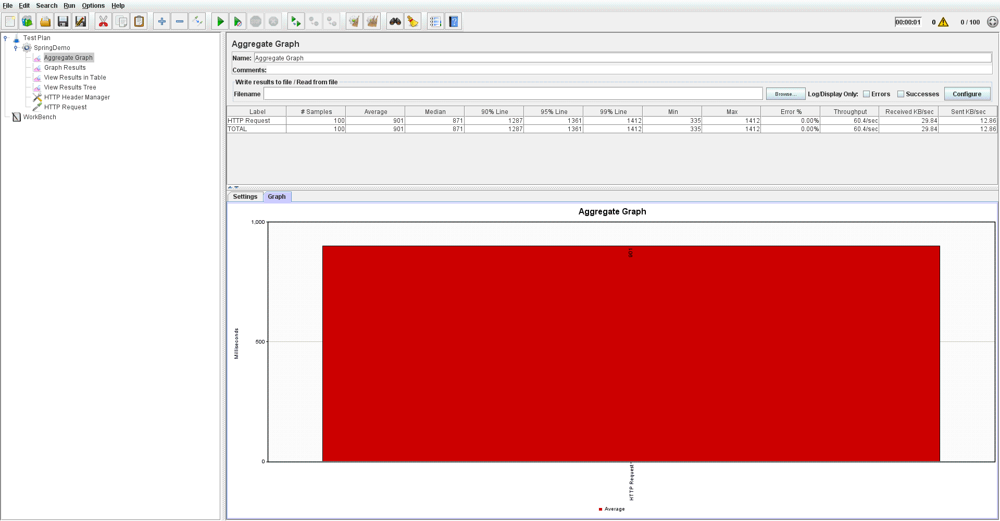 File Edit Search Run Options Help
00:00:01 0 0 / 100
Test Plan
SpringDemo
Aggregate Graph
Graph Results
View Results in Table
View Results Tree
HTTP Header Manager
HTTP Request
WorkBench
Aggregate Graph
Name: Aggregate Graph
Comments:
Write results to file / Read from file
Filename Browse... Log/Display Only: Errors Successes Configure
Label # Samples Average Median 90% Line 95% Line 99% Line Min Max Error % Throughput Received KB/sec Sent KB/sec
HTTP Request 100 901 871 1287 1361 1412 335 1412 0.00% 60.4/sec 29.84 12.86
TOTAL 100 901 871 1287 1361 1412 335 1412 0.00% 60.4/sec 29.84 12.86
Settings Graph
Aggregate Graph
1,000
901
500
Milliseconds
0
HTTP Request
Average